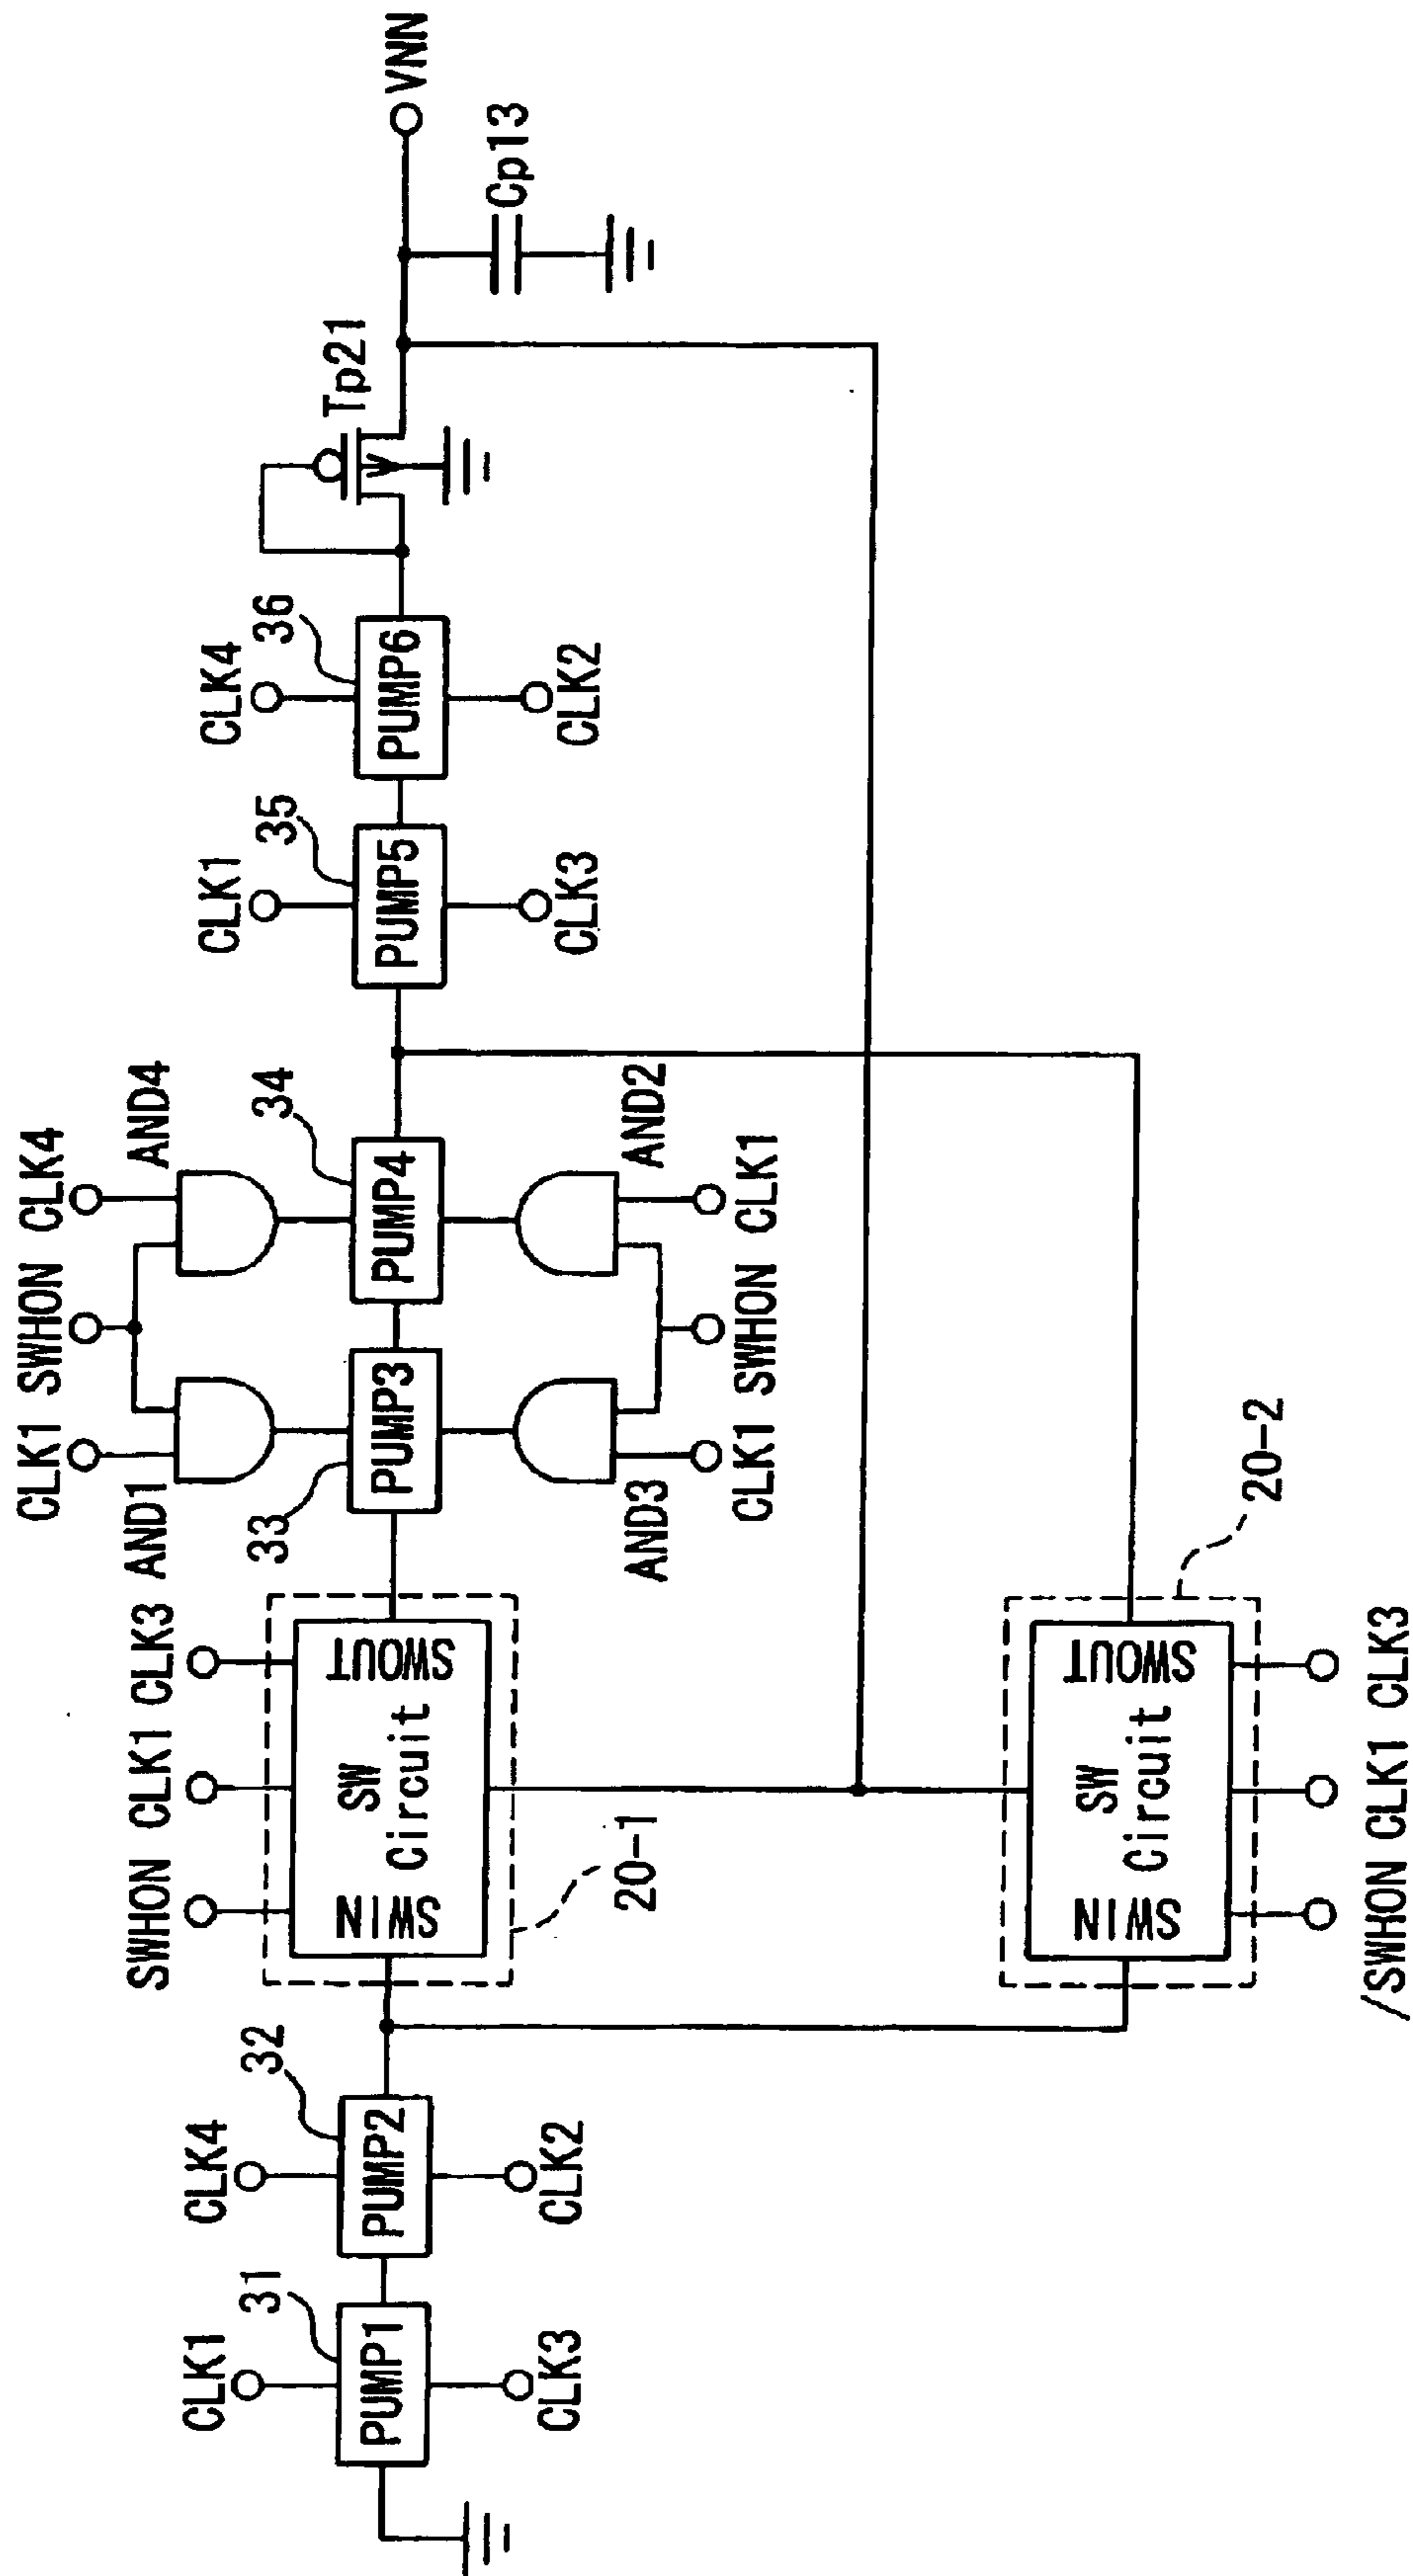 CLK1 SWHON CLK4
SWHON CLK1 CLK3 AND1
AND4
CLK1
CLK4
CLK1
CLK4
31
32
33
34
35
36
Tp21
VNN
PUMP1
PUMP2
SWIN
SW
Circuit
SWOUT
PUMP3
PUMP4
PUMP5
PUMP6
Cp13
CLK3
CLK2
20-1
AND3
AND2
CLK3
CLK2
CLK1 SWHON CLK1
SWIN
SW
Circuit
SWOUT
20-2
/SWHON CLK1 CLK3